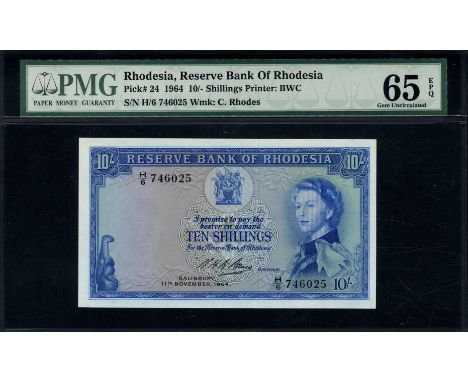 PMG
PAPER MONEY GUARANTY
Rhodesia, Reserve Bank Of Rhodesia
Pick# 24 1964 10/- Shillings Printer: BWC
S/N H/6 746025 Wmk: C. Rhodes
65 EPQ
Gem Uncirculated
10/- RESERVE BANK OF RHODESIA 10/-
H/6 746025
I promise to pay the
bearer on demand
TEN SHILLINGS
For the Reserve Bank of Rhodesia
Governor
SALISBURY
11TH NOVEMBER, 1964.
H/6 746025 10/-